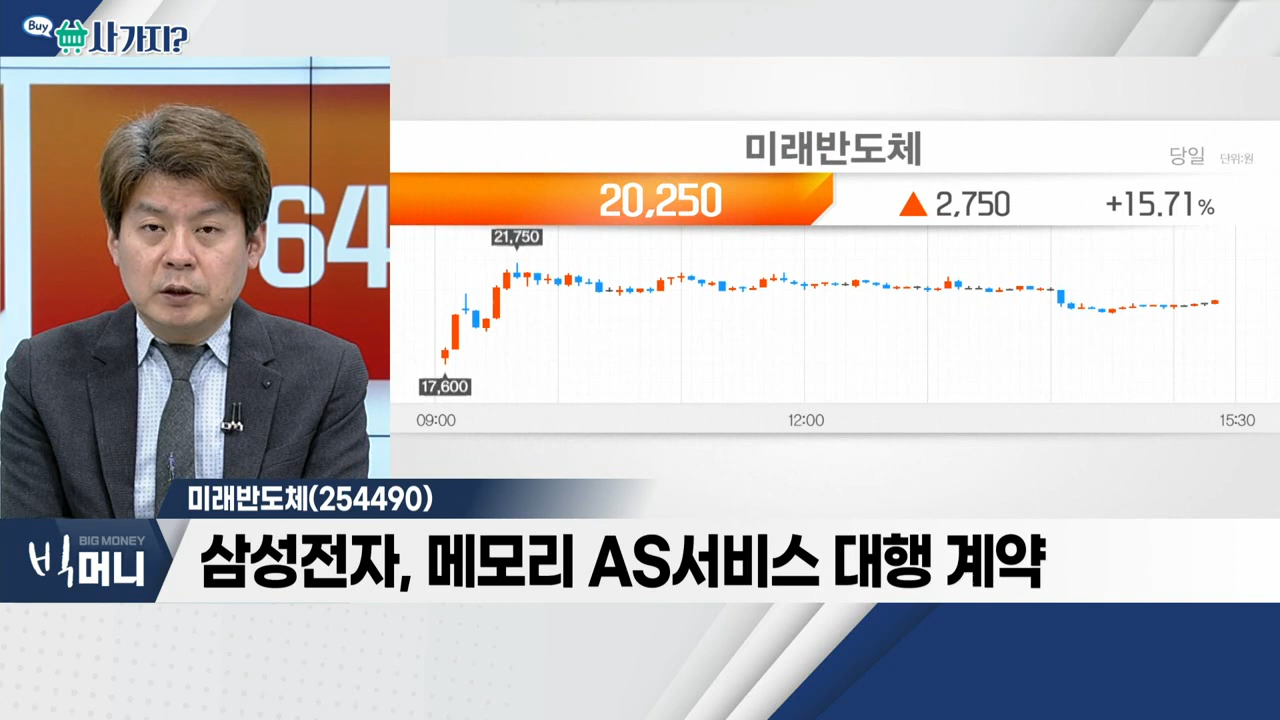 Buy 사가지?
64
미래반도체
당일 단위:원
20,250 ▲ 2,750 +15.71%
21,750
17,600
09:00 12:00 15:30
미래반도체(254490)
BIG MONEY
빅머니
삼성전자, 메모리 AS서비스 대행 계약